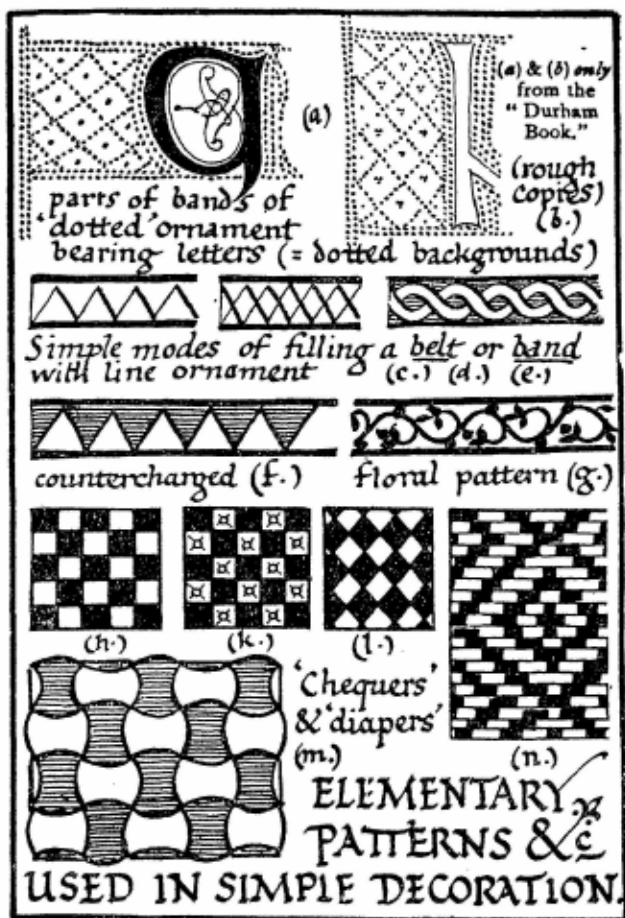 g
(a)
I
(a) & (b) only
from the
"Durham
Book."
(rough
copies)
(b.)
parts of bands of
'dotted' ornament
bearing letters (= dotted backgrounds)
Simple modes of filling a belt or band
with line ornament (c.) (d.) (e.)
countercharged (f.)
floral pattern (g.)
(h.)
(k.)
(l.)
(n.)
'Chequers'
& 'diapers'
(m.)
ELEMENTARY
PATTERNS &c
USED IN SIMPLE DECORATION.